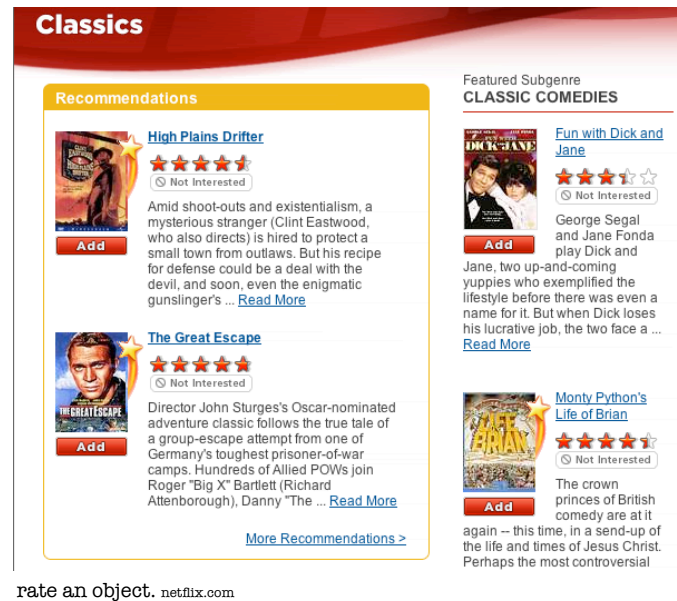 Classics
Recommendations
High Plains Drifter
Not Interested
Amid shoot-outs and existentialism, a
mysterious stranger (Clint Eastwood,
who also directs) is hired to protect a
small town from outlaws. But his recipe
for defense could be a deal with the
devil, and soon, even the enigmatic
gunslinger's ... Read More
Add
The Great Escape
Not Interested
THE GREAT ESCAPE
Director John Sturges's Oscar-nominated
adventure classic follows the true tale of
a group-escape attempt from one of
Germany's toughest prisoner-of-war
camps. Hundreds of Allied POWs join
Roger "Big X" Bartlett (Richard
Attenborough), Danny "The ... Read More
Add
More Recommendations >
Featured Subgenre
CLASSIC COMEDIES
Fun with Dick and
Jane
DICK AND JANE
Not Interested
Add
George Segal
and Jane Fonda
play Dick and
Jane, two up-and-coming
yuppies who exemplified the
lifestyle before there was even a
name for it. But when Dick loses
his lucrative job, the two face a ...
Read More
Monty Python's
Life of Brian
LIFE OF
BRIAN
Not Interested
Add
The crown
princes of British
comedy are at it
again -- this time, in a send-up of
the life and times of Jesus Christ.
Perhaps the most controversial
rate an object. netflix.com